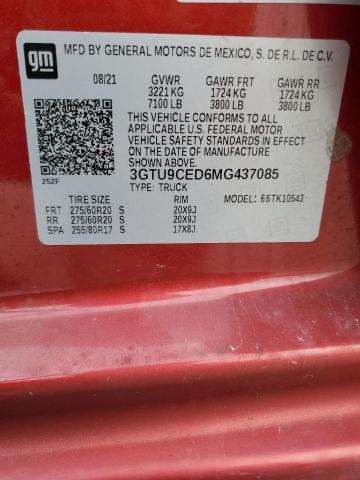 gm
MFD BY GENERAL MOTORS DE MEXICO, S. DE R.L. DE C.V.
08/21 GVWR GAWR FRT GAWR RR
3221 KG 1724 KG 1724 KG
7100 LB 3800 LB 3800 LB
THIS VEHICLE CONFORMS TO ALL
APPLICABLE U.S. FEDERAL MOTOR
VEHICLE SAFETY AND THEFT
PREVENTION STANDARDS IN EFFECT
ON THE DATE OF MANUFACTURE
SHOWN ABOVE.
252F
3GTU9CED6MG437085
TYPE: TRUCK
TIRE SIZE RIM MODEL: 65TK10543
FRT 275/60R20 S 20X9J
RR 275/60R20 S 20X9J
SPA 255/80R17 S 17X8J